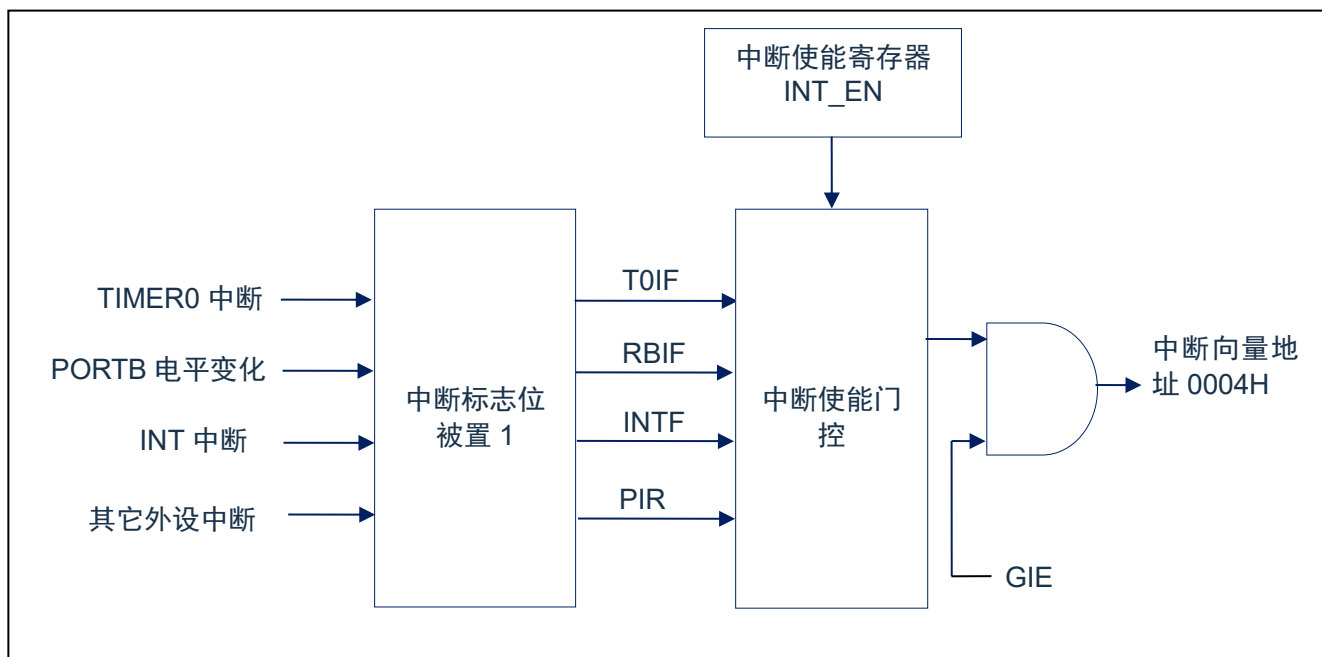 中断使能寄存器
INT_EN
TIMER0 中断
PORTB 电平变化
INT 中断
其它外设中断
中断标志位
被置 1
T0IF
RBIF
INTF
PIR
中断使能门
控
GIE
中断向量地
址 0004H